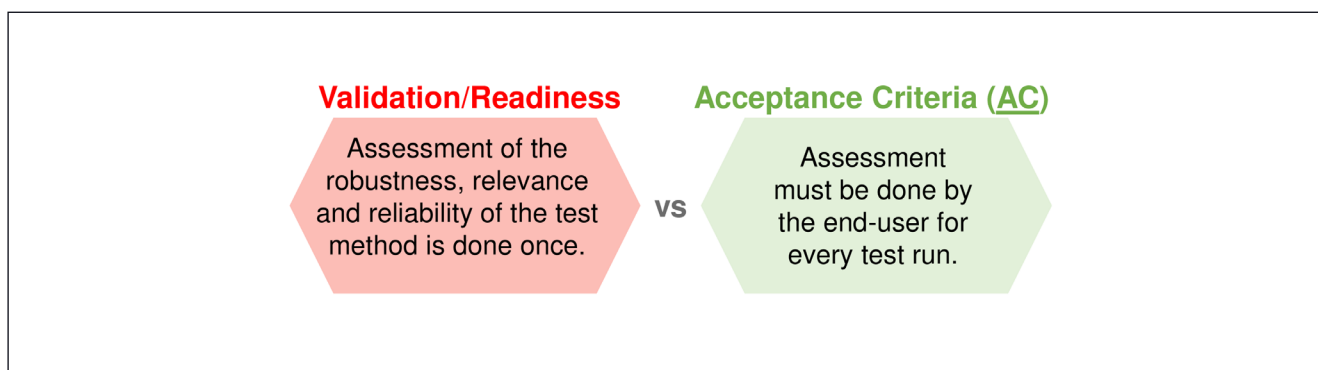 Validation/Readiness
Assessment of the
robustness, relevance
and reliability of the test
method is done once.
vs
Acceptance Criteria (AC)
Assessment
must be done by
the end-user for
every test run.